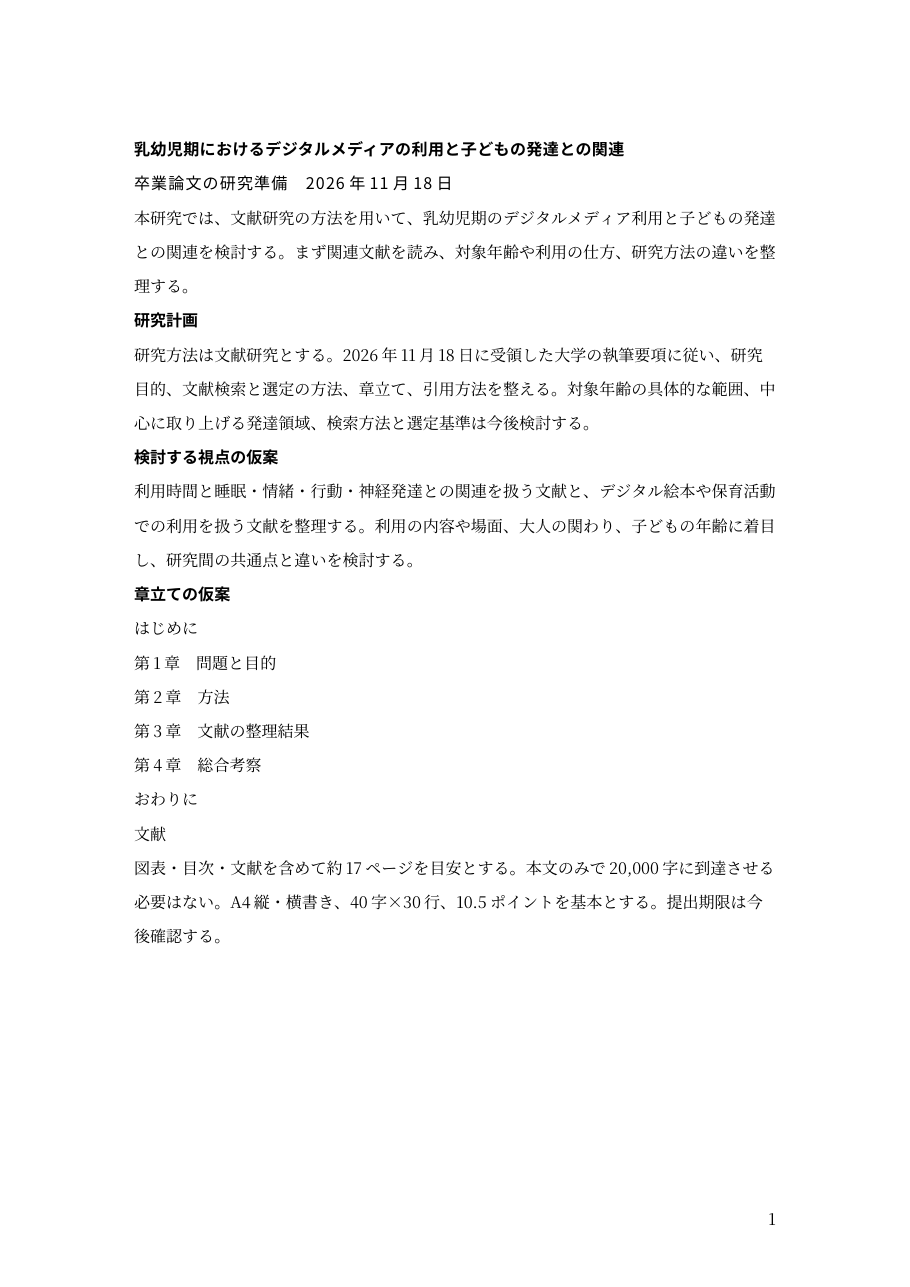 乳幼児期におけるデジタルメディアの利用と子どもの発達との関連
卒業論文の研究準備　2026 年 11 月 18 日
本研究では、文献研究の方法を用いて、乳幼児期のデジタルメディア利用と子どもの発達
との関連を検討する。まず関連文献を読み、対象年齢や利用の仕方、研究方法の違いを整
理する。
研究計画
研究方法は文献研究とする。2026 年 11 月 18 日に受領した大学の執筆要項に従い、研究
目的、文献検索と選定の方法、章立て、引用方法を整える。対象年齢の具体的な範囲、中
心に取り上げる発達領域、検索方法と選定基準は今後検討する。
検討する視点の仮案
利用時間と睡眠・情緒・行動・神経発達との関連を扱う文献と、デジタル絵本や保育活動
での利用を扱う文献を整理する。利用の内容や場面、大人の関わり、子どもの年齢に着目
し、研究間の共通点と違いを検討する。
章立ての仮案
はじめに
第 1 章　問題と目的
第 2 章　方法
第 3 章　文献の整理結果
第 4 章　総合考察
おわりに
文献
図表・目次・文献を含めて約 17 ページを目安とする。本文のみで 20,000 字に到達させる
必要はない。A4 縦・横書き、40 字×30 行、10.5 ポイントを基本とする。提出期限は今
後確認する。
1